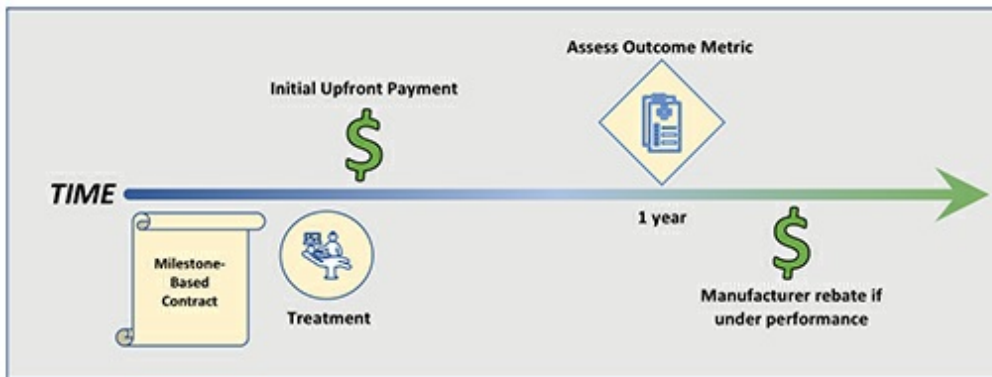 Assess Outcome Metric
Initial Upfront Payment
$
TIME
1 year
Milestone-
Based
Contract
Treatment
$
Manufacturer rebate if
under performance